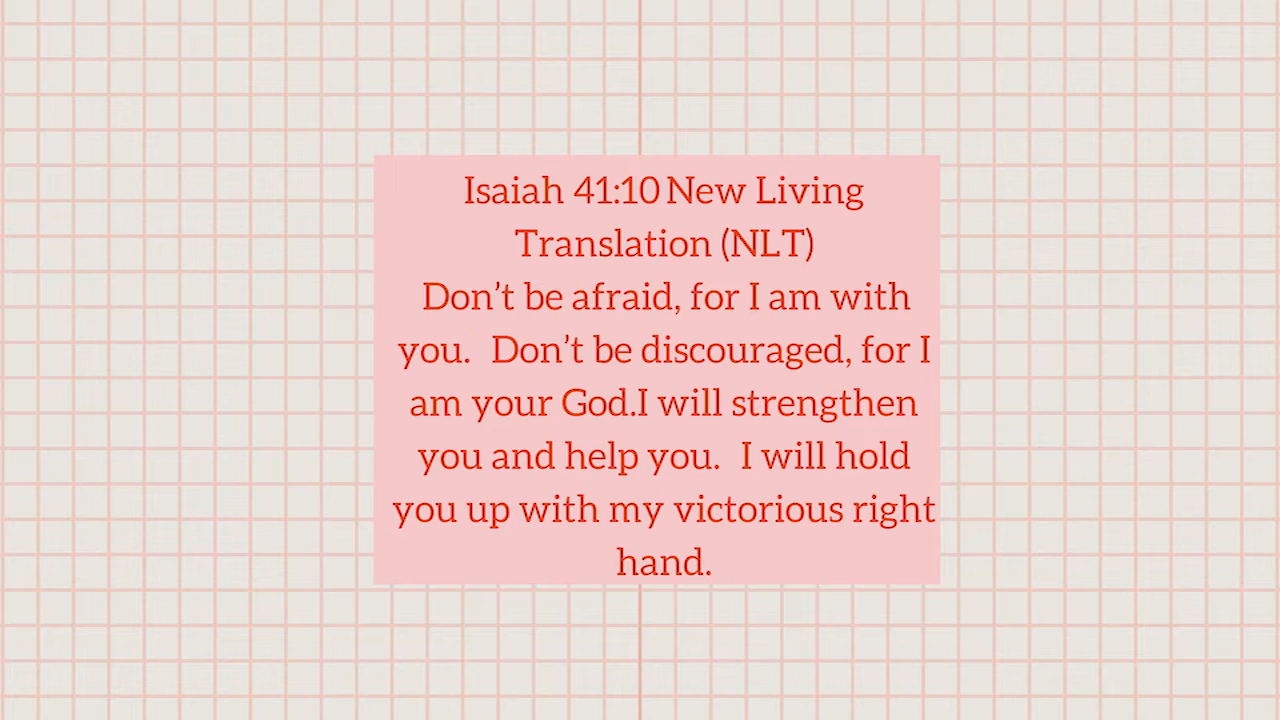 Isaiah 41:10 New Living
Translation (NLT)
Don’t be afraid, for I am with
you.  Don’t be discouraged, for I
am your God.I will strengthen
you and help you.  I will hold
you up with my victorious right
hand.